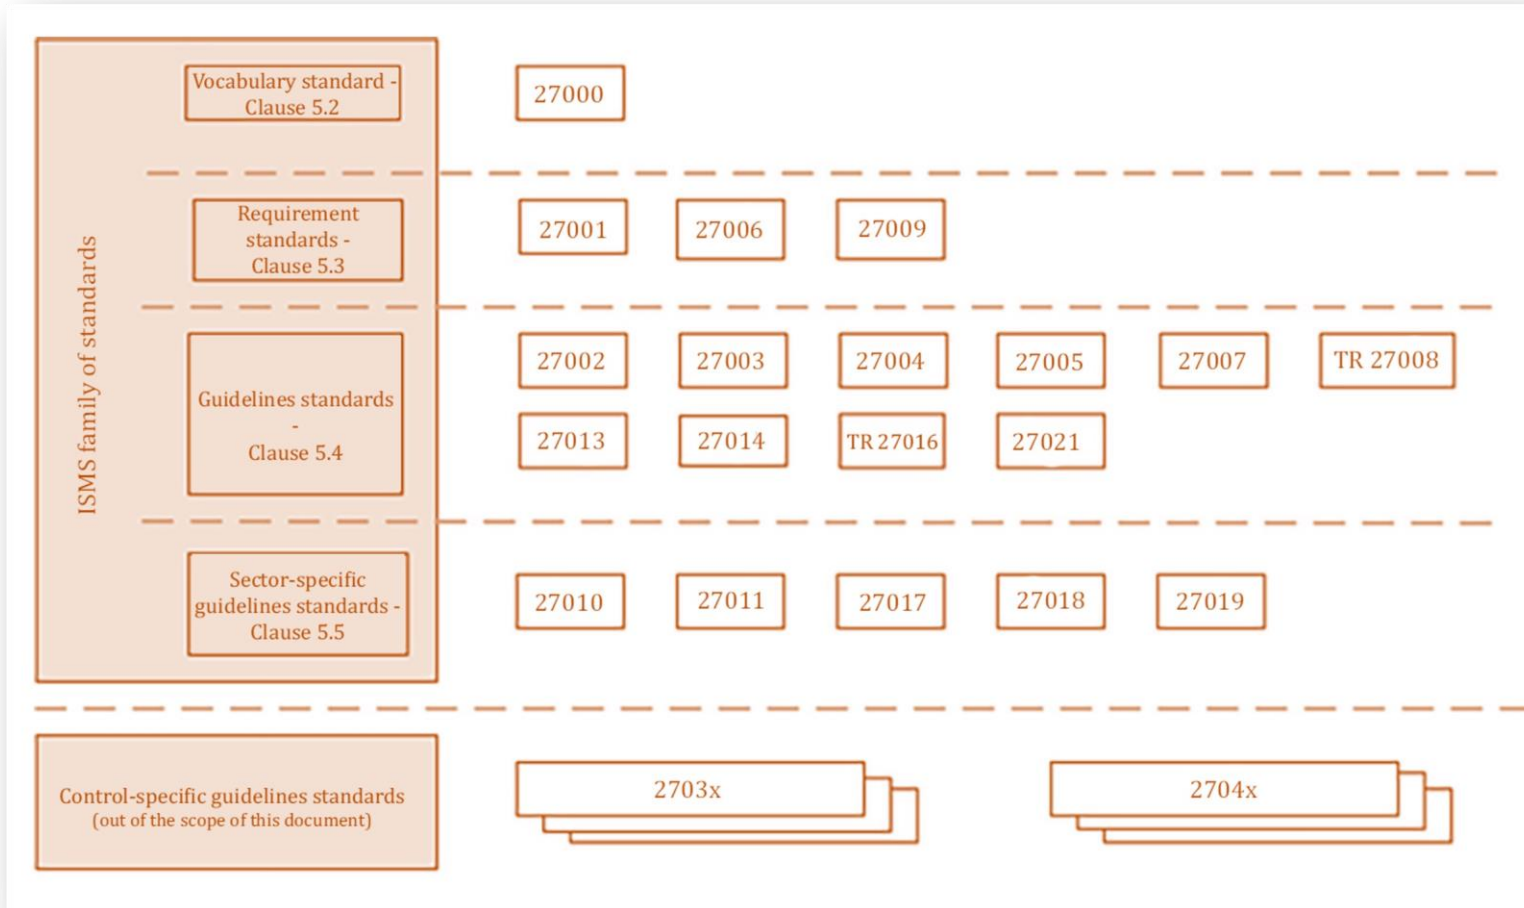 ISMS family of standards
Vocabulary standard -
Clause 5.2
27000
Requirement
standards -
Clause 5.3
27001 27006 27009
Guidelines standards
-
Clause 5.4
27002 27003 27004 27005 27007 TR 27008
27013 27014 TR 27016 27021
Sector-specific
guidelines standards -
Clause 5.5
27010 27011 27017 27018 27019
Control-specific guidelines standards
(out of the scope of this document)
2703x 2704x